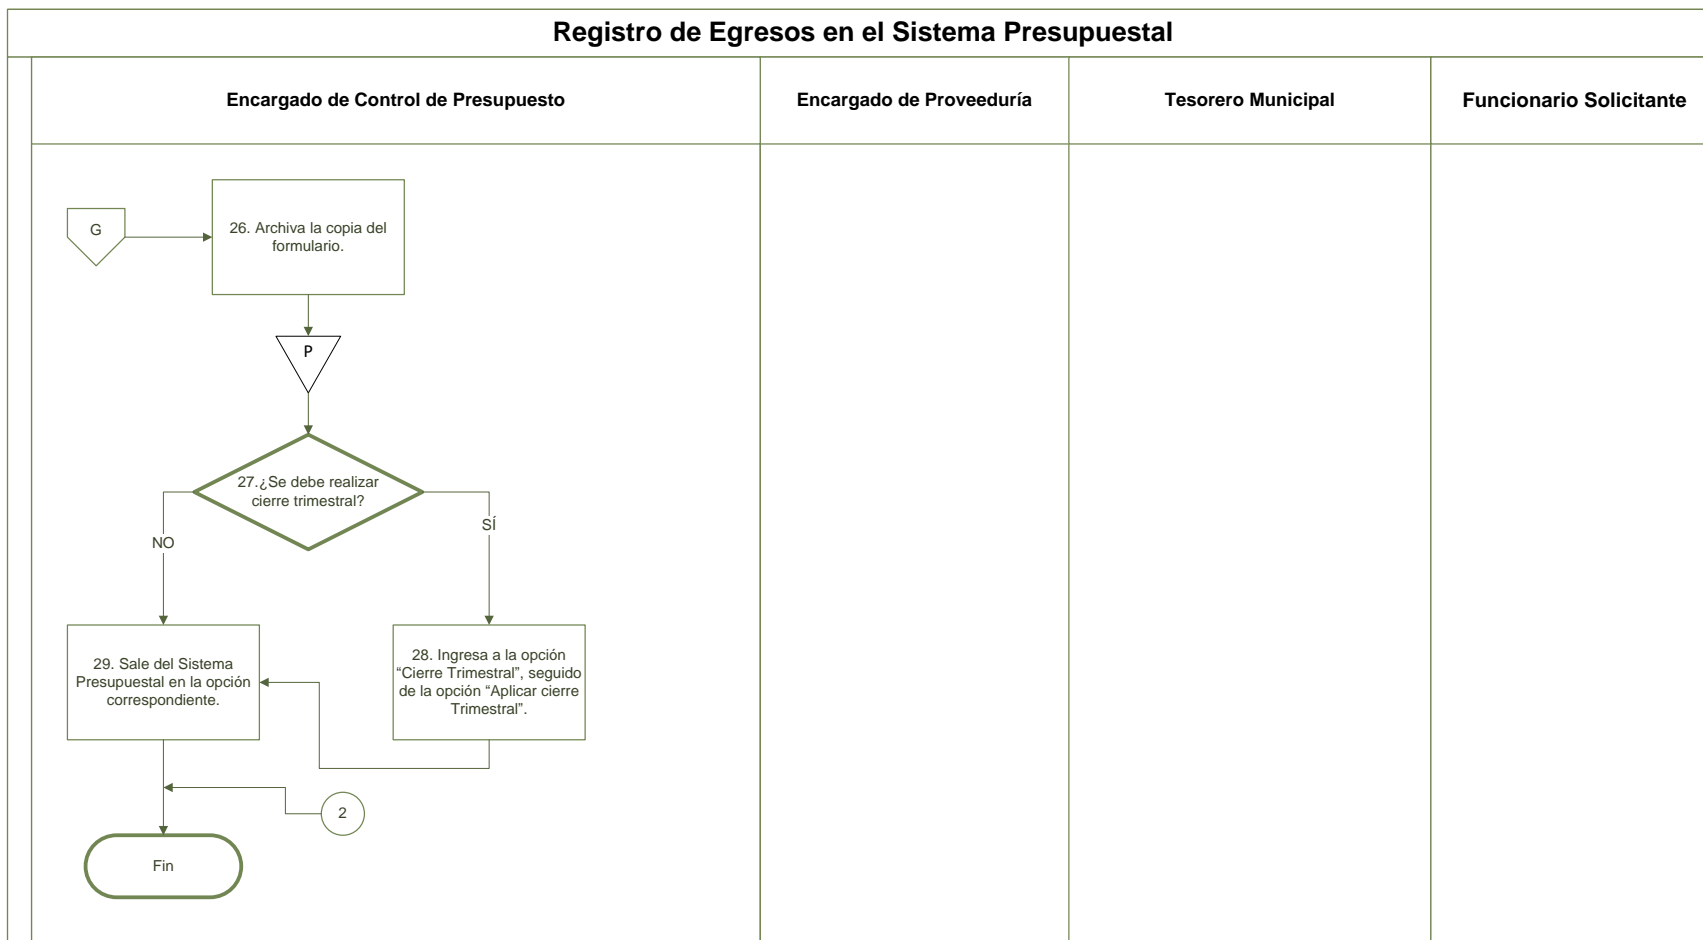 Registro de Egresos en el Sistema Presupuestal
Encargado de Control de Presupuesto
Encargado de Proveeduría
Tesorero Municipal
Funcionario Solicitante
G
26. Archiva la copia del
formulario.
P
27.¿Se debe realizar
cierre trimestral?
NO
SÍ
29. Sale del Sistema
Presupuestal en la opción
correspondiente.
28. Ingresa a la opción
“Cierre Trimestral”, seguido
de la opción “Aplicar cierre
Trimestral”.
2
Fin